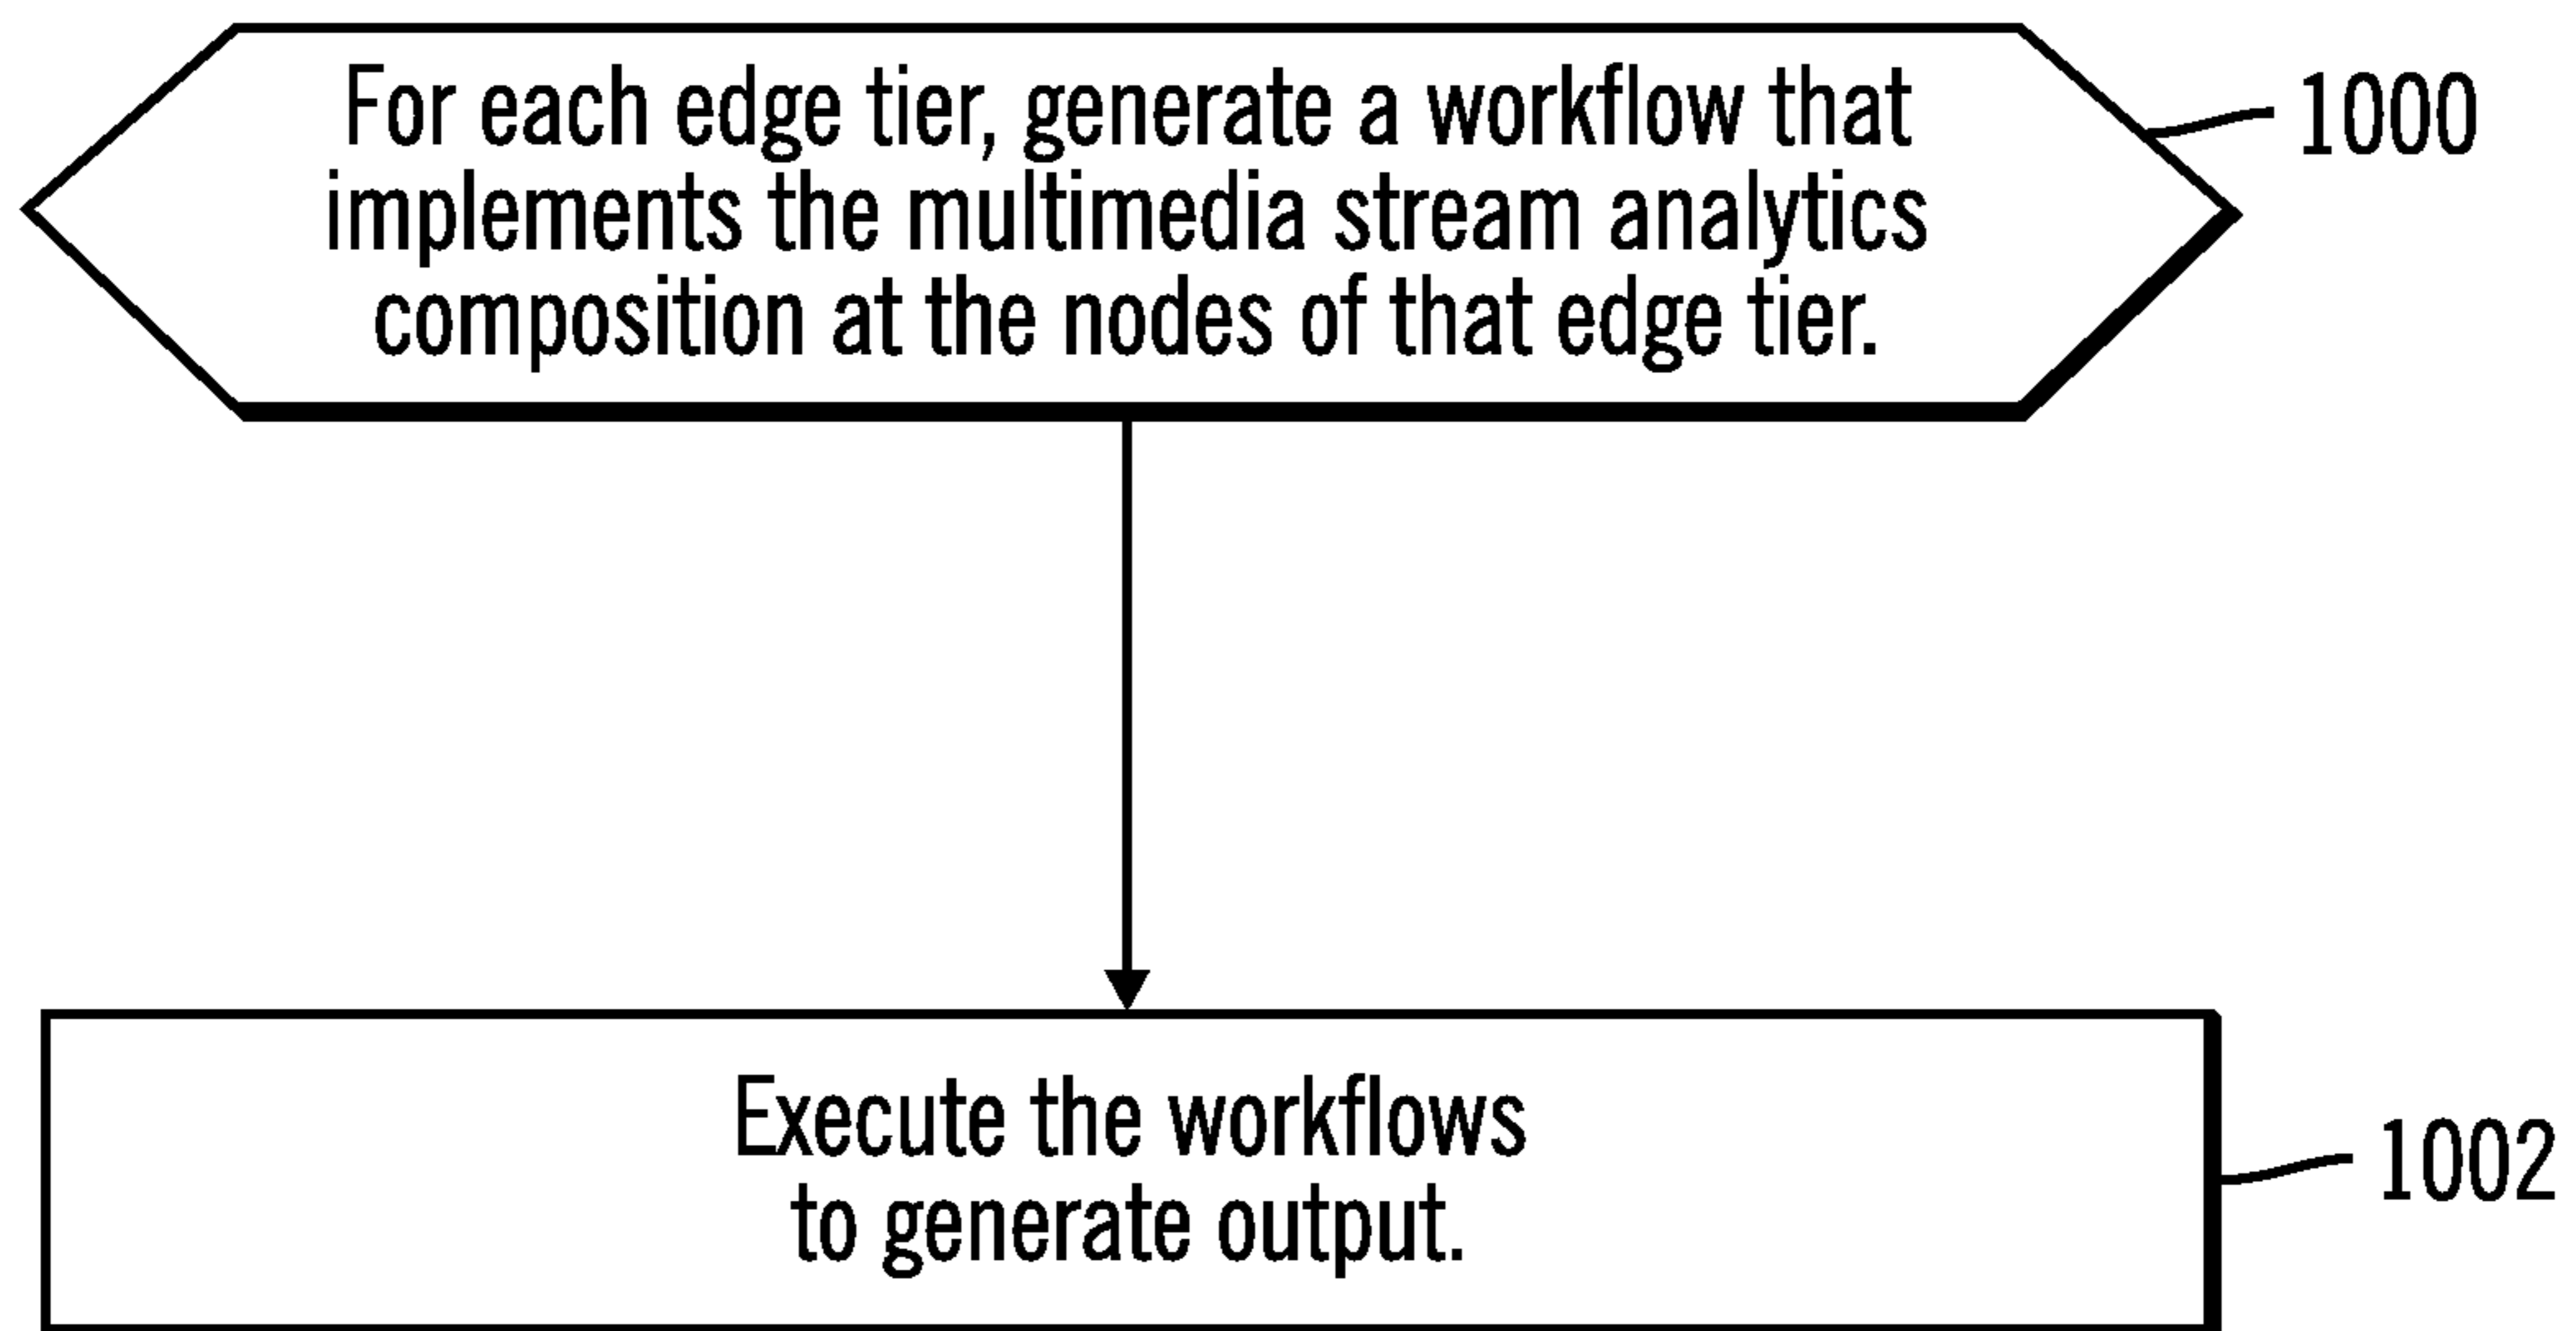 For each edge tier, generate a workflow that
implements the multimedia stream analytics
composition at the nodes of that edge tier.
1000
Execute the workflows
to generate output.
1002